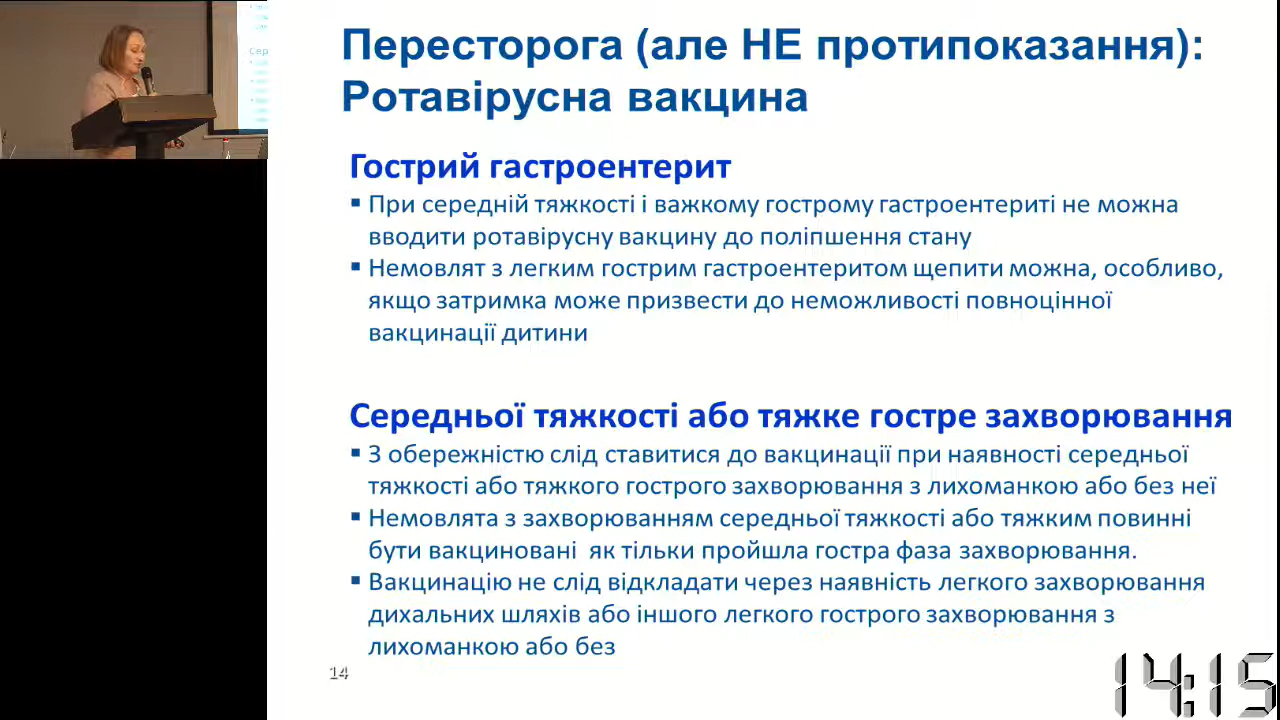 Пересторога (але НЕ протипоказання):
Ротавірусна вакцина
Гострий гастроентерит
▪ При середній тяжкості і важкому гострому гастроентериті не можна
вводити ротавірусну вакцину до поліпшення стану
▪ Немовлят з легким гострим гастроентеритом щепити можна, особливо,
якщо затримка може призвести до неможливості повноцінної
вакцинації дитини
Середньої тяжкості або тяжке гостре захворювання
▪ З обережністю слід ставитися до вакцинації при наявності середньої
тяжкості або тяжкого гострого захворювання з лихоманкою або без неї
▪ Немовлята з захворюванням середньої тяжкості або тяжким повинні
бути вакциновані як тільки пройшла гостра фаза захворювання.
▪ Вакцинацію не слід відкладати через наявність легкого захворювання
дихальних шляхів або іншого легкого гострого захворювання з
лихоманкою або без
14
14:15